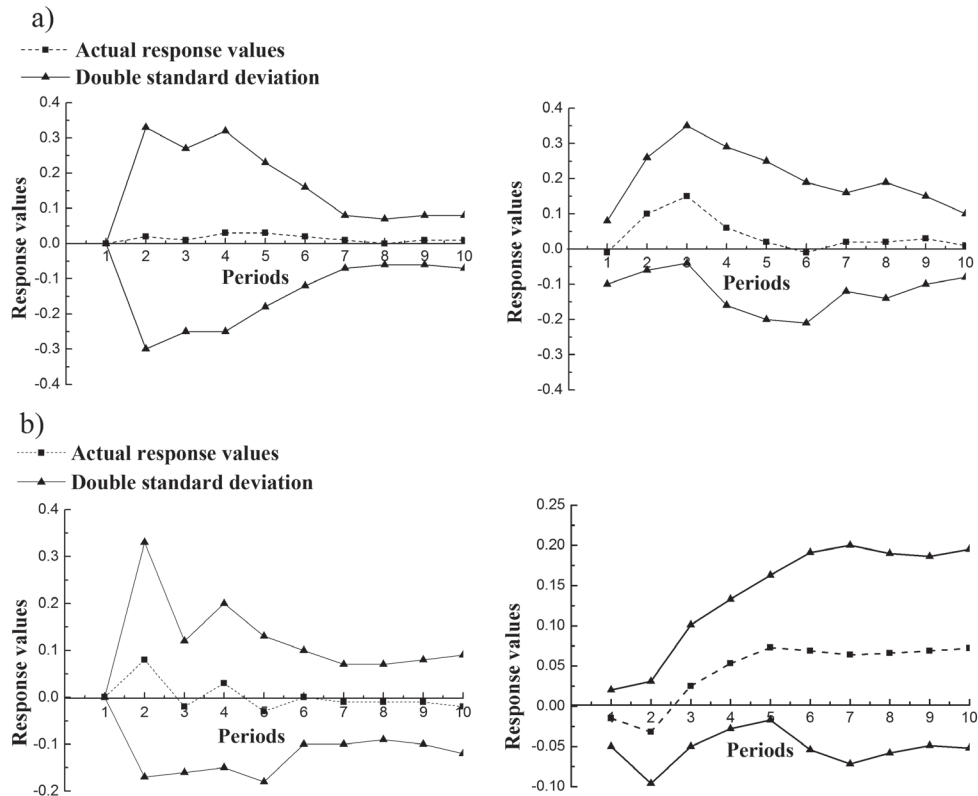 a)
Actual response values
Double standard deviation
0.4
0.3
0.2
0.1
0.0
-0.1
-0.2
-0.3
-0.4
1 2 3 4 5 6 7 8 9 10
Periods
Response values
0.4
0.3
0.2
0.1
0.0
-0.1
-0.2
-0.3
-0.4
1 2 3 4 5 6 7 8 9 10
Periods
Response values
b)
Actual response values
Double standard deviation
0.4
0.3
0.2
0.1
0.0
-0.1
-0.2
1 2 3 4 5 6 7 8 9 10
Periods
Response values
0.25
0.20
0.15
0.10
0.05
0.00
-0.05
-0.10
1 2 3 4 5 6 7 8 9 10
Periods
Response values